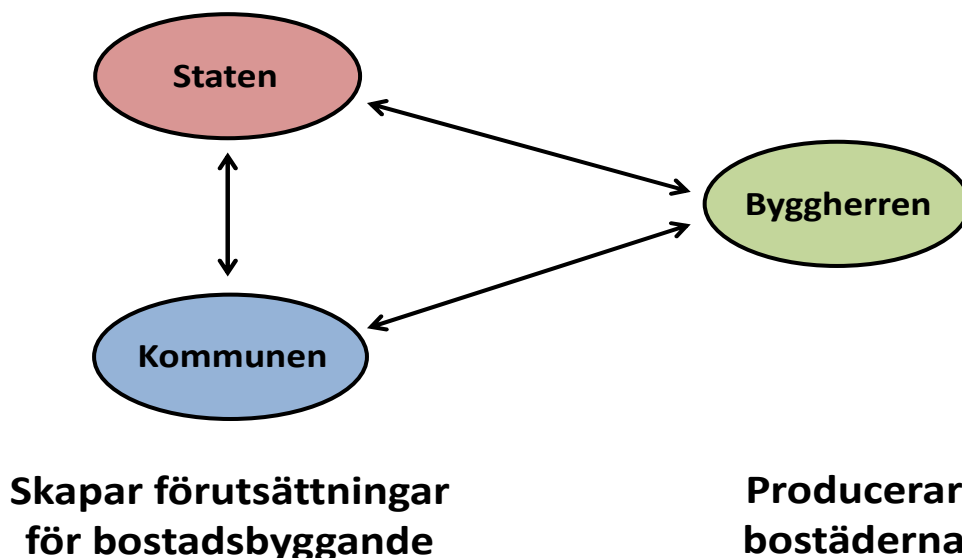 Staten
Byggherren
Kommunen
Skapar förutsättningar
för bostadsbyggande
Producerar
bostäderna